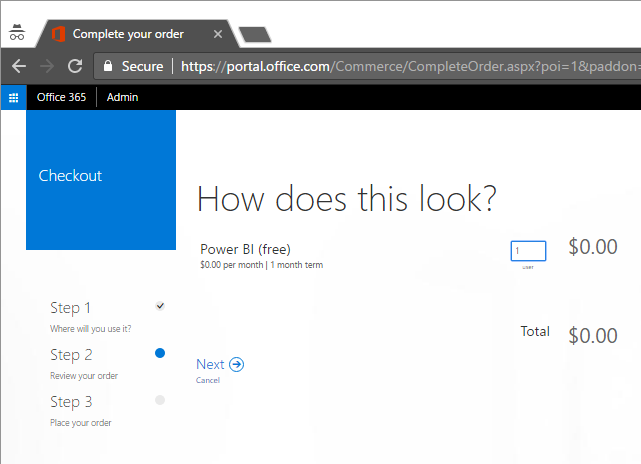 Complete your order
Secure https://portal.office.com/Commerce/CompleteOrder.aspx?poi=1&paddon=
Office 365 Admin
Checkout
How does this look?
Power BI (free) 1 $0.00
$0.00 per month | 1 month term user
Step 1
Where will you use it?
Step 2
Review your order
Step 3
Place your order
Total $0.00
Next
Cancel